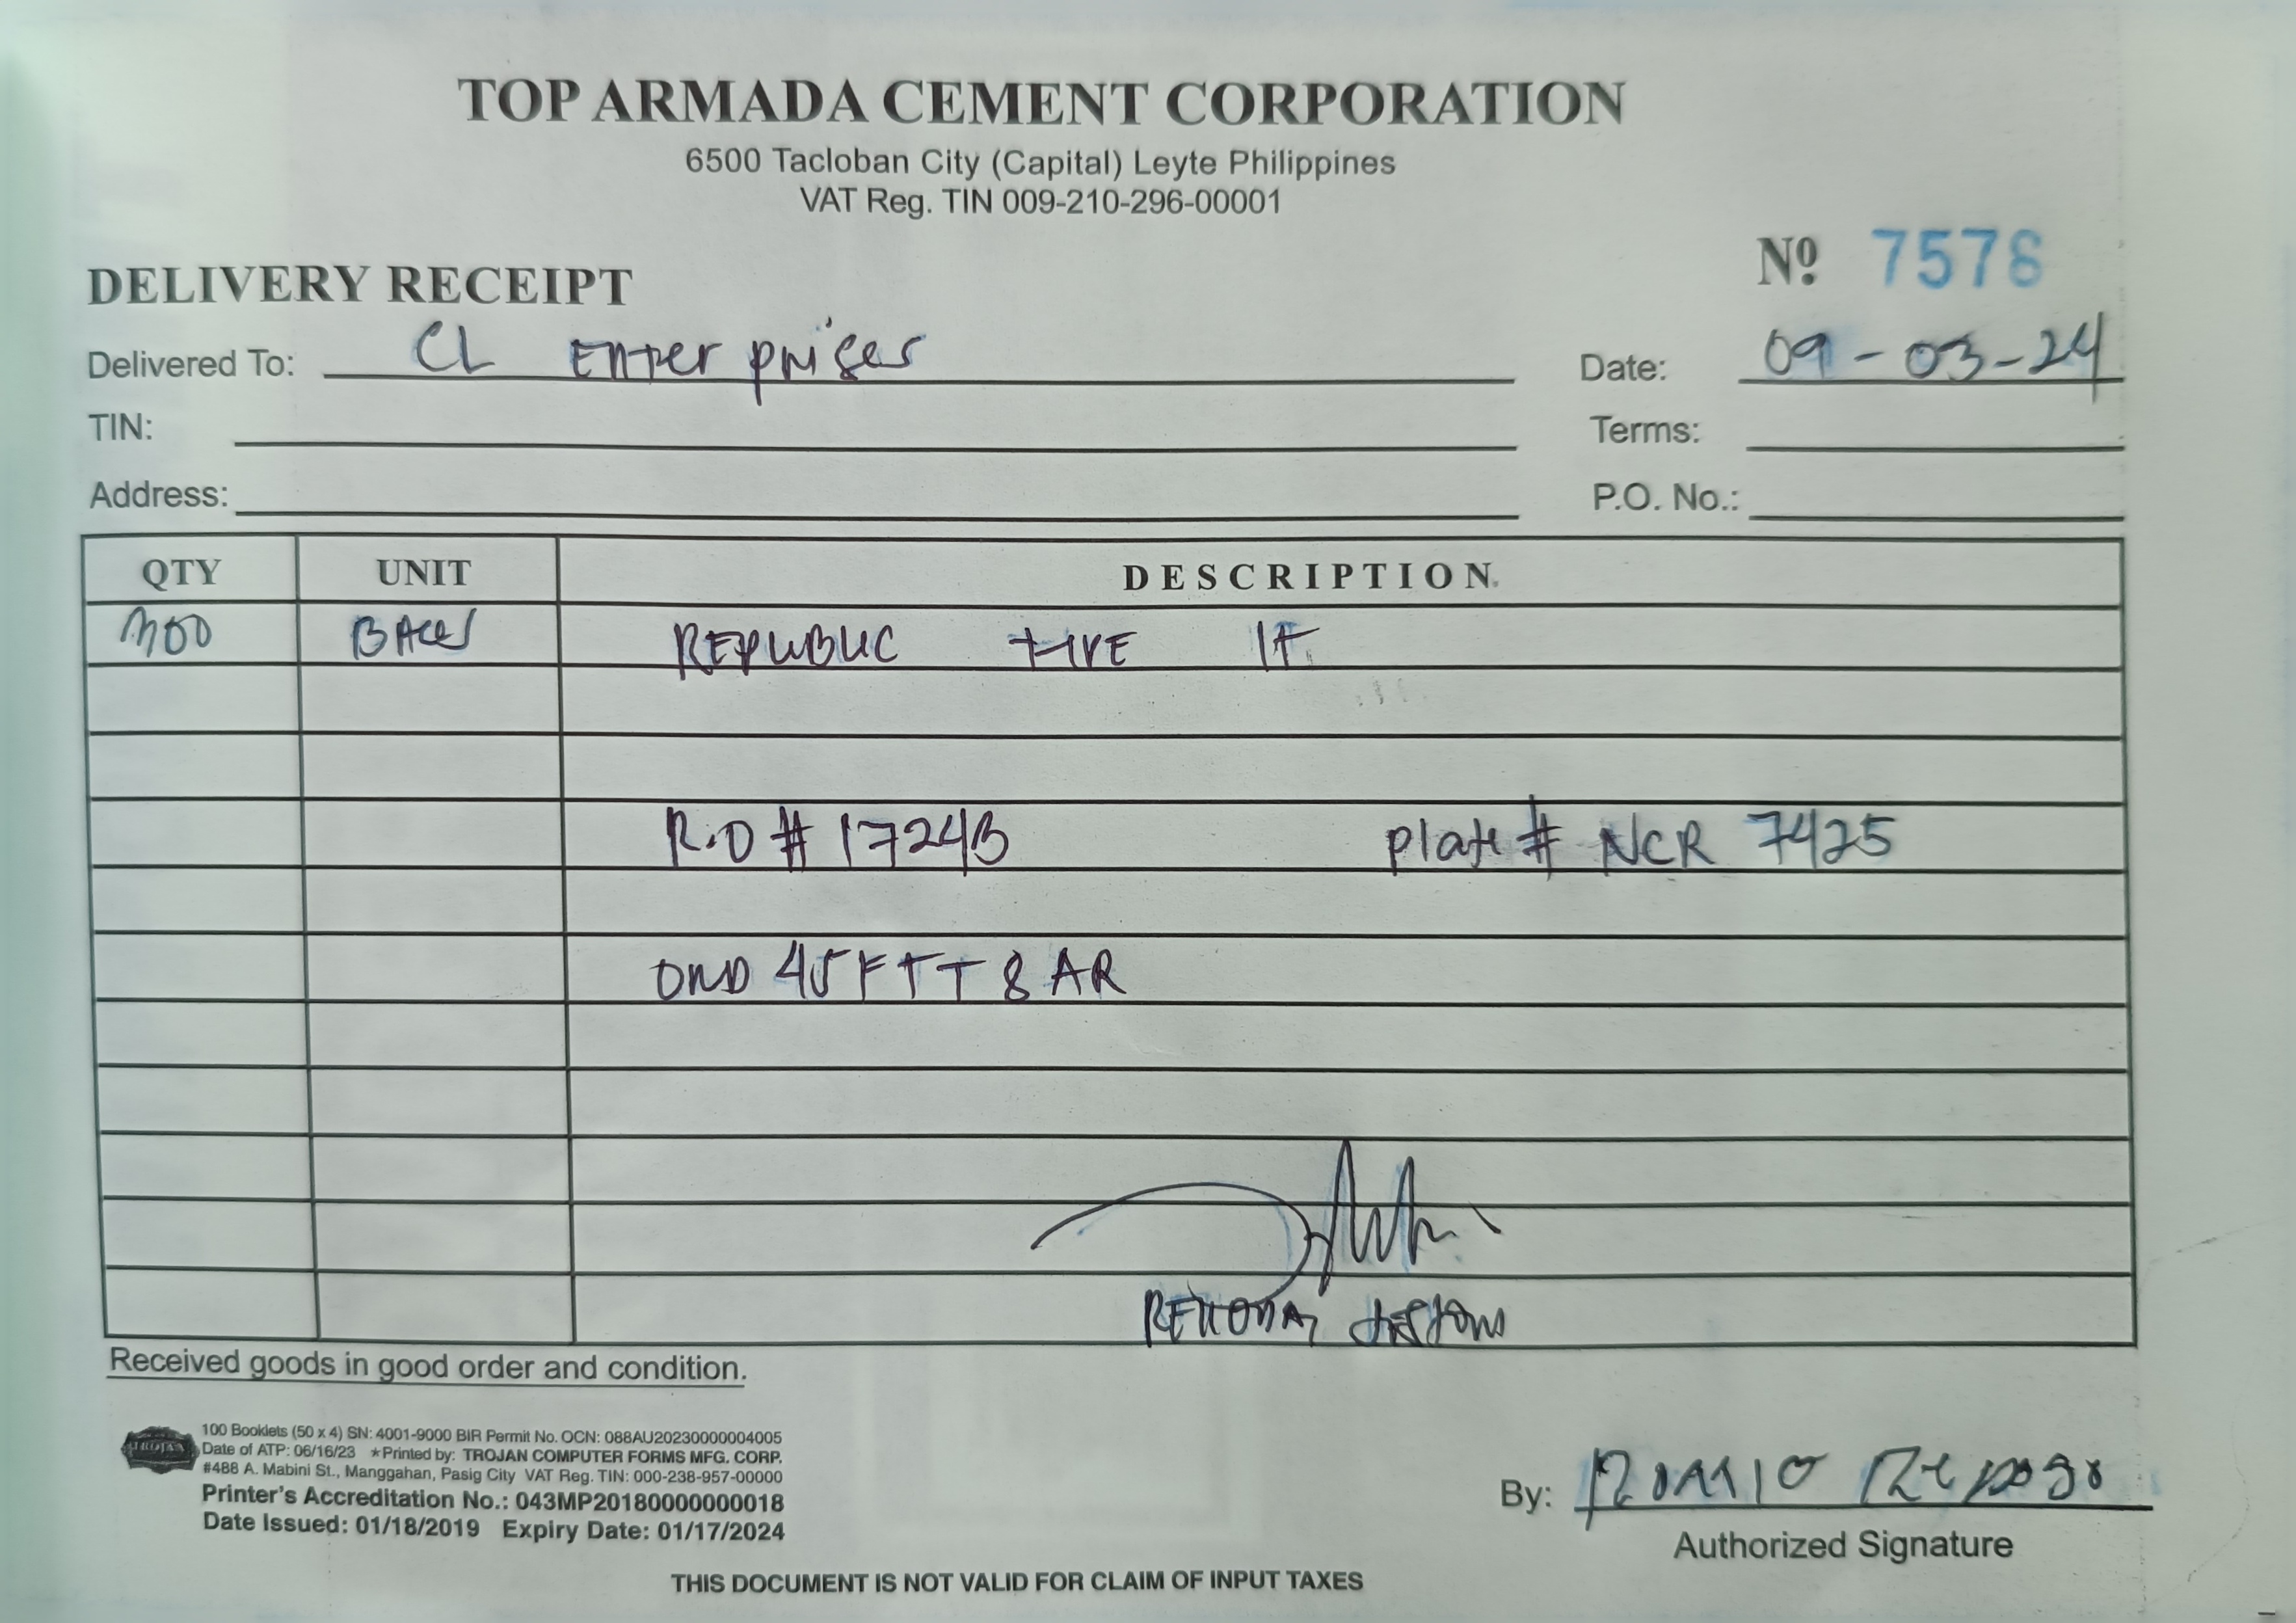 TOP ARMADA CEMENT CORPORATION
6500 Tacloban City (Capital) Leyte Philippines
VAT Reg. TIN 009-210-296-00001
DELIVERY RECEIPT
Nº 7576
Delivered To: CL Enterprises
Date: 09-03-24
TIN:
Terms:
Address:
P.O. No.:
QTY UNIT DESCRIPTION
300 REPUBLIC
R.O # 17243 Plate # NCR 7425
AR
Received goods in good order and condition.
TROJAN
100 Booklets (50 x 4) SN: 4001-9000 BIR Permit No. OCN: 088AU20230000004005
Date of ATP: 06/16/23 *Printed by: TROJAN COMPUTER FORMS MFG. CORP.
#488 A. Mabini St., Manggahan, Pasig City VAT Reg. TIN: 000-238-957-00000
Printer's Accreditation No.: 043MP20180000000018
Date Issued: 01/18/2019 Expiry Date: 01/17/2024
By: Romeo
Authorized Signature
THIS DOCUMENT IS NOT VALID FOR CLAIM OF INPUT TAXES